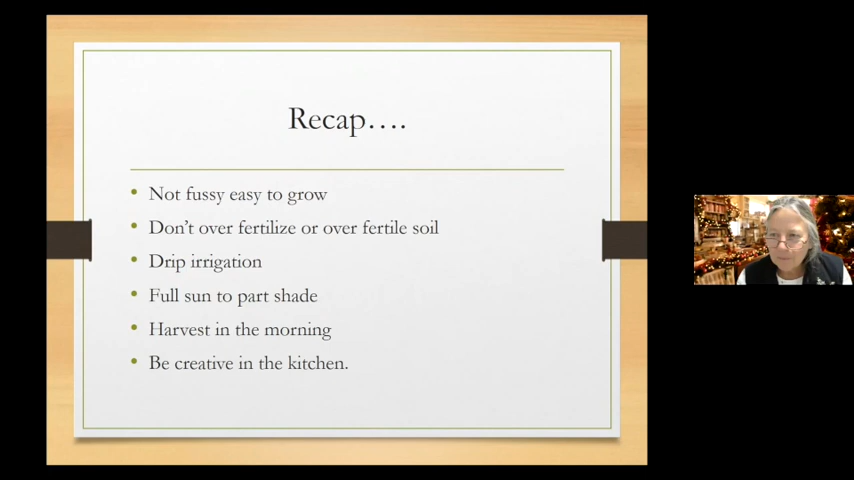 Recap….
Not fussy easy to grow
Don't over fertilize or over fertile soil
Drip irrigation
Full sun to part shade
Harvest in the morning
Be creative in the kitchen.